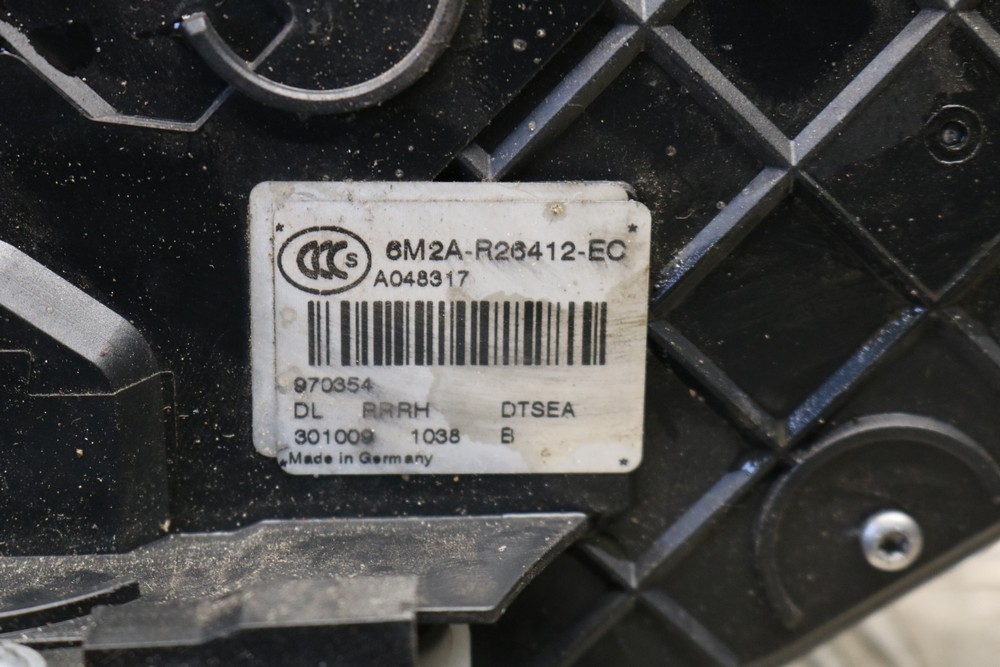 CCC S 6M2A-R26412-EC
A048317
970354
DL RRRH DTSEA
301009 1038 B
Made in Germany